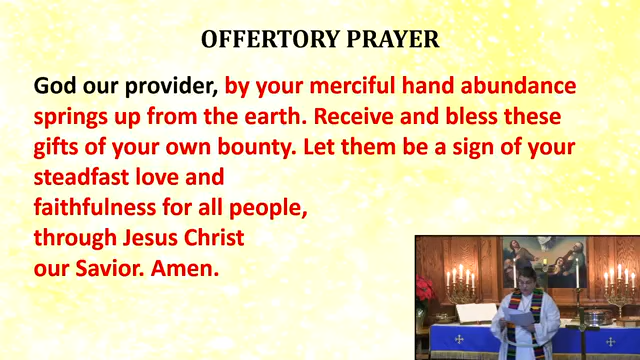 OFFERTORY PRAYER
God our provider, by your merciful hand abundance
springs up from the earth. Receive and bless these
gifts of your own bounty. Let them be a sign of your
steadfast love and
faithfulness for all people,
through Jesus Christ
our Savior. Amen.